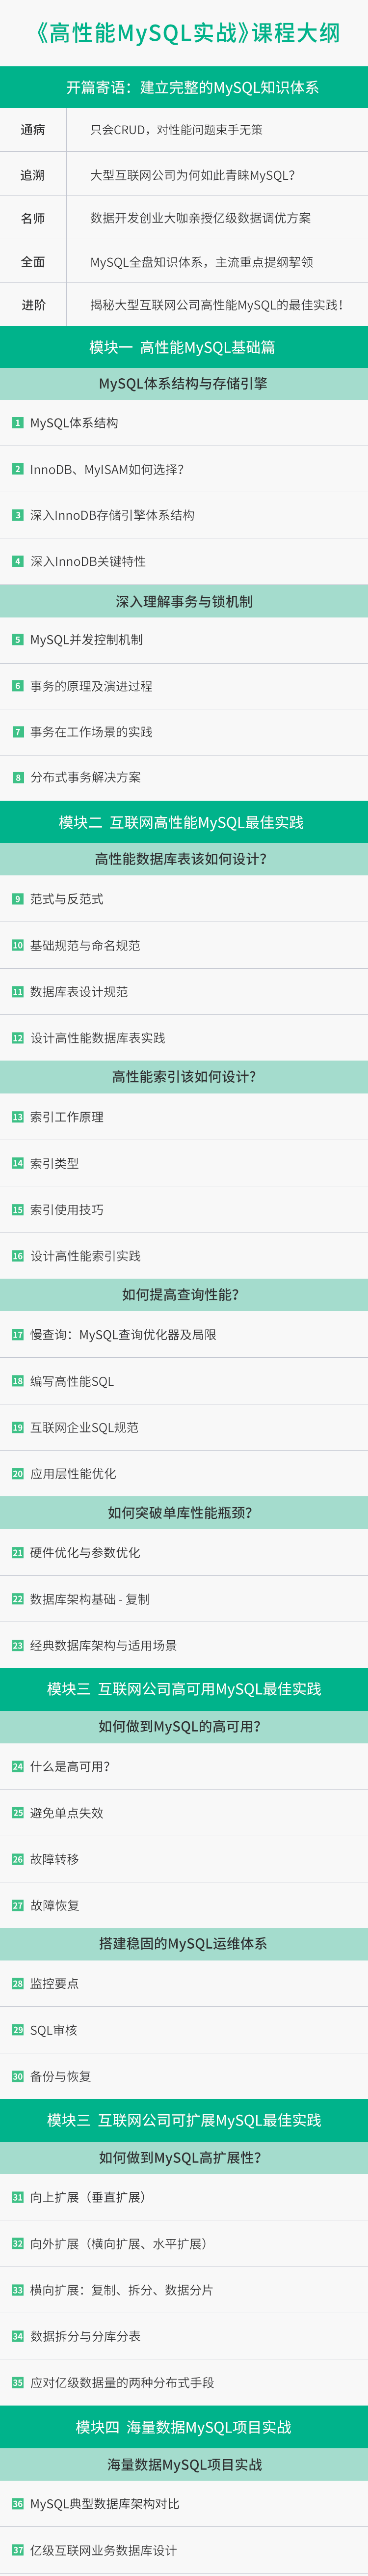 《高性能MySQL实战》课程大纲
开篇寄语：建立完整的MySQL知识体系
通病 只会CRUD，对性能问题束手无策
追溯 大型互联网公司为何如此青睐MySQL？
名师 数据开发创业大咖亲授亿级数据调优方案
全面 MySQL全盘知识体系，主流重点提纲挈领
进阶 揭秘大型互联网公司高性能MySQL的最佳实践！
模块一 高性能MySQL基础篇
MySQL体系结构与存储引擎
1 MySQL体系结构
2 InnoDB、MyISAM如何选择？
3 深入InnoDB存储引擎体系结构
4 深入InnoDB关键特性
深入理解事务与锁机制
5 MySQL并发控制机制
6 事务的原理及演进过程
7 事务在工作场景的实践
8 分布式事务解决方案
模块二 互联网高性能MySQL最佳实践
高性能数据库表该如何设计？
9 范式与反范式
10 基础规范与命名规范
11 数据库表设计规范
12 设计高性能数据库表实践
高性能索引该如何设计？
13 索引工作原理
14 索引类型
15 索引使用技巧
16 设计高性能索引实践
如何提高查询性能？
17 慢查询：MySQL查询优化器及局限
18 编写高性能SQL
19 互联网企业SQL规范
20 应用层性能优化
如何突破单库性能瓶颈？
21 硬件优化与参数优化
22 数据库架构基础 - 复制
23 经典数据库架构与适用场景
模块三 互联网公司高可用MySQL最佳实践
如何做到MySQL的高可用？
24 什么是高可用？
25 避免单点失效
26 故障转移
27 故障恢复
搭建稳固的MySQL运维体系
28 监控要点
29 SQL审核
30 备份与恢复
模块三 互联网公司可扩展MySQL最佳实践
如何做到MySQL高扩展性？
31 向上扩展（垂直扩展）
32 向外扩展（横向扩展、水平扩展）
33 横向扩展：复制、拆分、数据分片
34 数据拆分与分库分表
35 应对亿级数据量的两种分布式手段
模块四 海量数据MySQL项目实战
海量数据MySQL项目实战
36 MySQL典型数据库架构对比
37 亿级互联网业务数据库设计